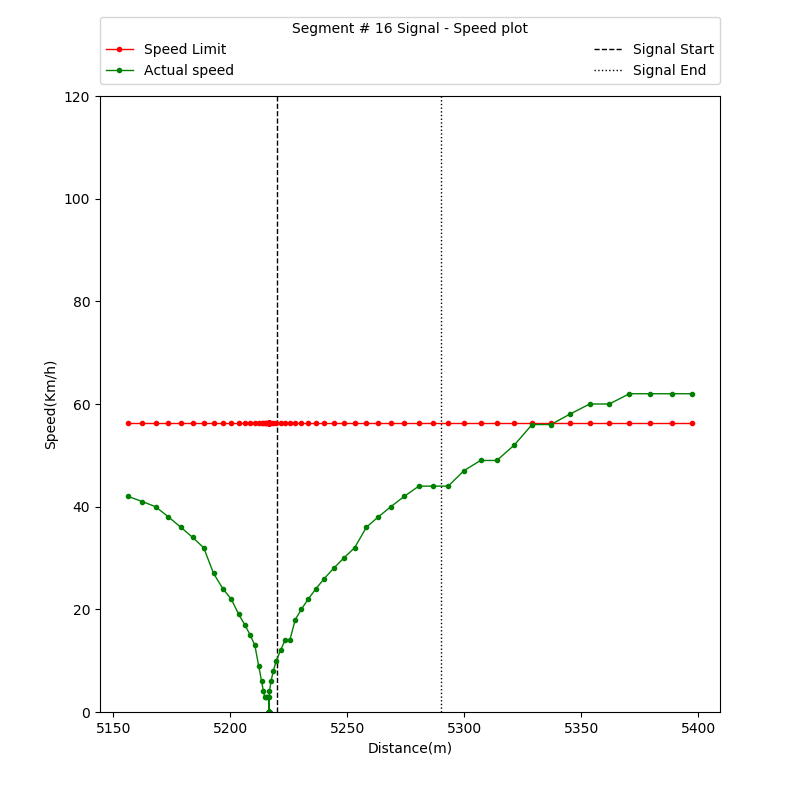 Segment # 16 Signal - Speed plot
Speed Limit
Actual speed
Signal Start
Signal End
120
100
80
60
40
20
0
Speed(Km/h)
5150 5200 5250 5300 5350 5400
Distance(m)